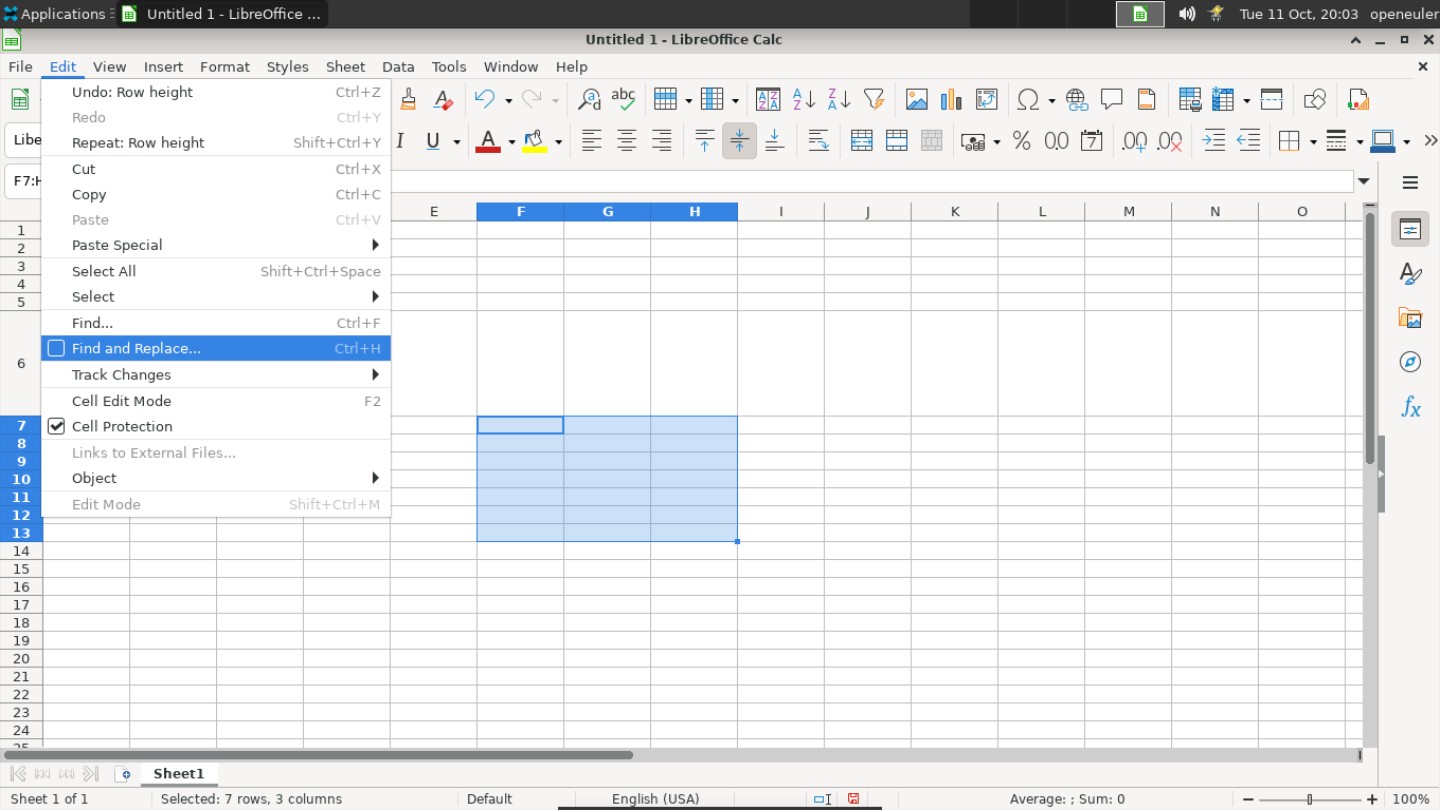 Applications
Untitled 1 - LibreOffice ...
Tue 11 Oct, 20:03
openeuler
Untitled 1 - LibreOffice Calc
File Edit View Insert Format Styles Sheet Data Tools Window Help
Undo: Row height Ctrl+Z
Redo Ctrl+Y
Repeat: Row height Shift+Ctrl+Y
Cut Ctrl+X
Copy Ctrl+C
Paste Ctrl+V
Paste Special
Select All Shift+Ctrl+Space
Select
Find... Ctrl+F
Find and Replace... Ctrl+H
Track Changes
Cell Edit Mode F2
Cell Protection
Links to External Files...
Object
Edit Mode Shift+Ctrl+M
Libe
F7:H
E F G H I J K L M N O
1
2
3
4
5
6
7
8
9
10
11
12
13
14
15
16
17
18
19
20
21
22
23
24
25
Sheet1
Sheet 1 of 1
Selected: 7 rows, 3 columns
Default
English (USA)
Average: ; Sum: 0
100%